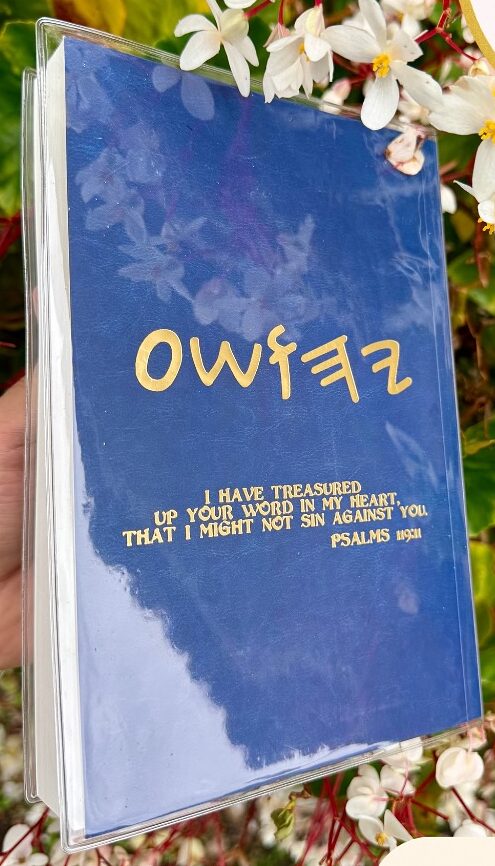 𐤉𐤄𐤅𐤔𐤏
I HAVE TREASURED
UP YOUR WORD IN MY HEART,
THAT I MIGHT NOT SIN AGAINST YOU.
PSALMS 119:11